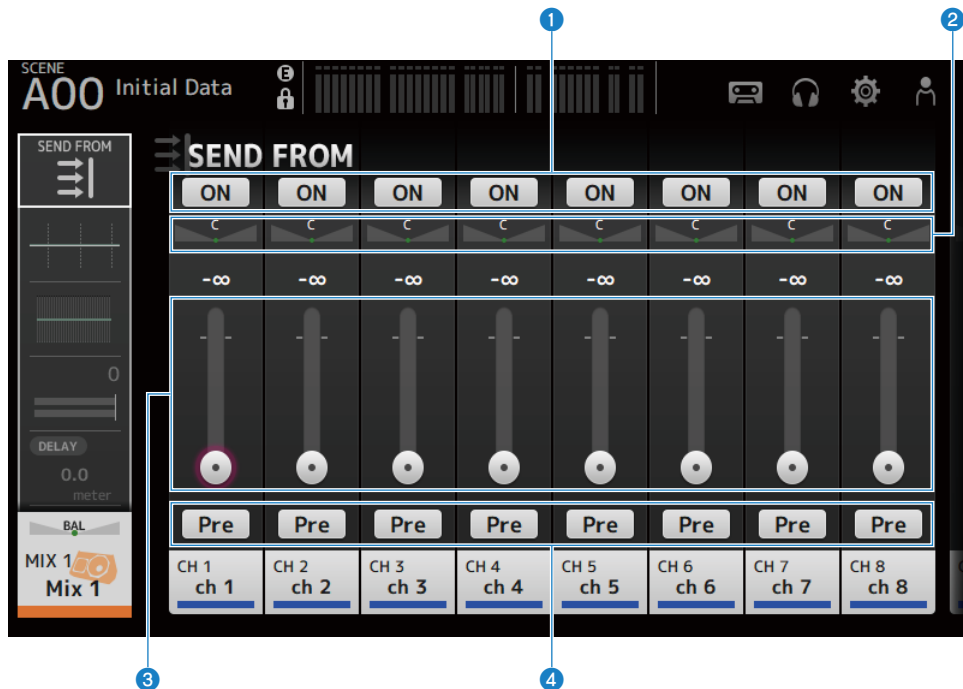 1
2
SCENE
A00 Initial Data
E
SEND FROM
SEND FROM
ON ON ON ON ON ON ON ON
C C C C C C C C
-∞ -∞ -∞ -∞ -∞ -∞ -∞ -∞
0
DELAY
0.0
meter
Pre Pre Pre Pre Pre Pre Pre Pre
BAL
MIX 1
Mix 1
CH 1 CH 2 CH 3 CH 4 CH 5 CH 6 CH 7 CH 8
ch 1 ch 2 ch 3 ch 4 ch 5 ch 6 ch 7 ch 8
3
4